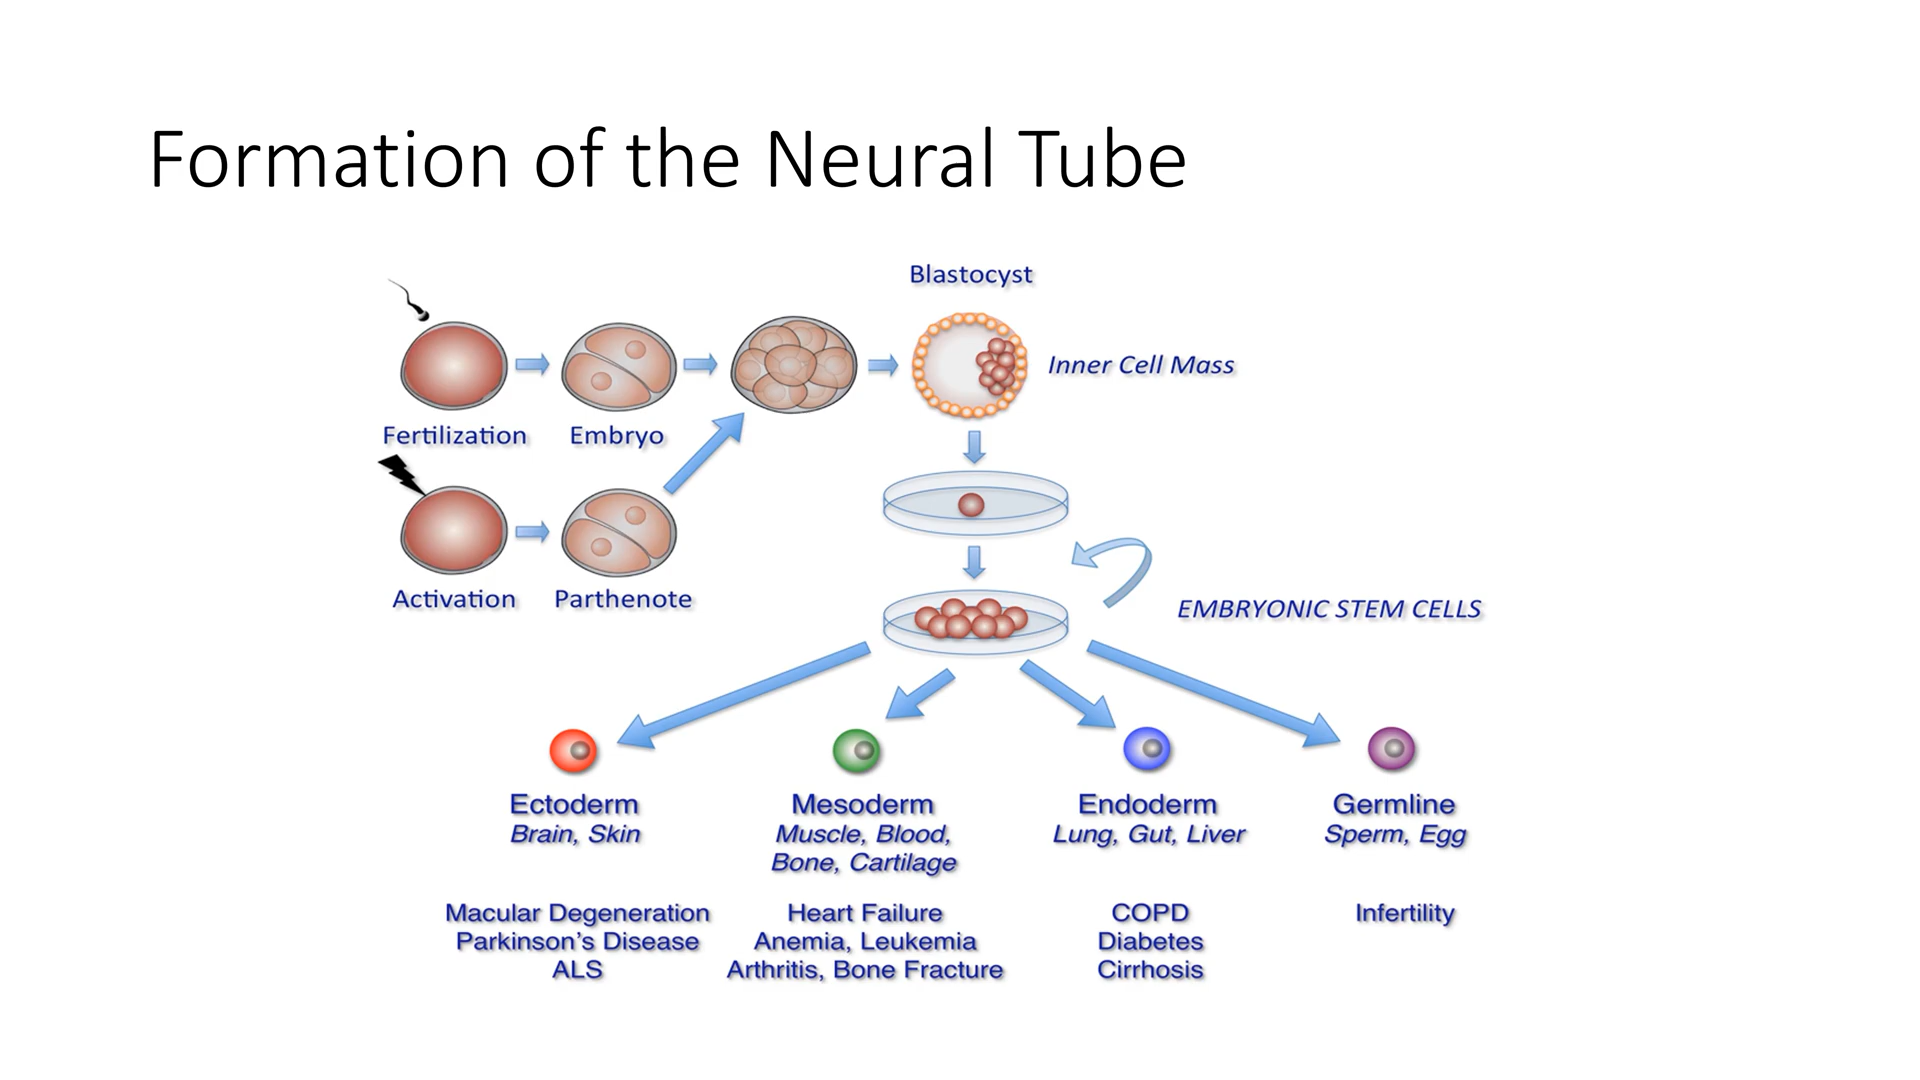 Formation of the Neural Tube
Blastocyst
Inner Cell Mass
Fertilization
Embryo
Activation
Parthenote
EMBRYONIC STEM CELLS
Ectoderm
Brain, Skin
Macular Degeneration
Parkinson's Disease
ALS
Mesoderm
Muscle, Blood,
Bone, Cartilage
Heart Failure
Anemia, Leukemia
Arthritis, Bone Fracture
Endoderm
Lung, Gut, Liver
COPD
Diabetes
Cirrhosis
Germline
Sperm, Egg
Infertility